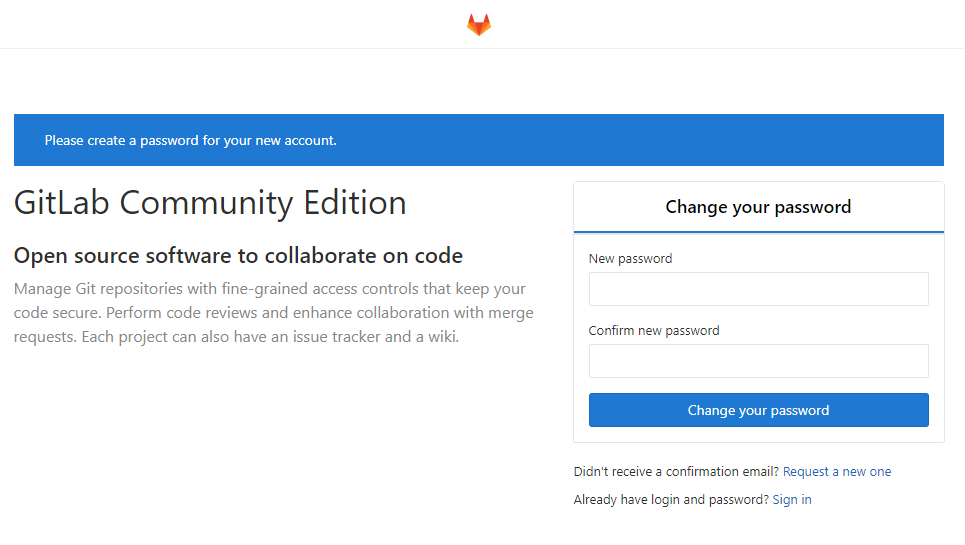 Please create a password for your new account.
GitLab Community Edition
Open source software to collaborate on code
Manage Git repositories with fine-grained access controls that keep your
code secure. Perform code reviews and enhance collaboration with merge
requests. Each project can also have an issue tracker and a wiki.
Change your password
New password
Confirm new password
Change your password
Didn't receive a confirmation email? Request a new one
Already have login and password? Sign in